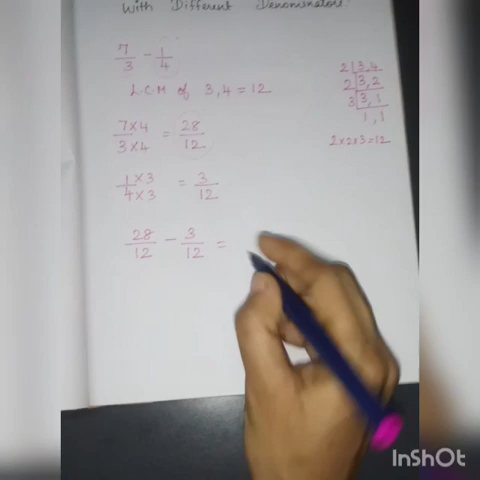 With Different Denominators:
7/3 - 1/4
L.C.M of 3,4 = 12
7×4/3×4 = 28/12
1×3/4×3 = 3/12
28/12 - 3/12 =
2 | 3, 4
2 | 3, 2
3 | 3, 1
1, 1
2×2×3=12
InShOt